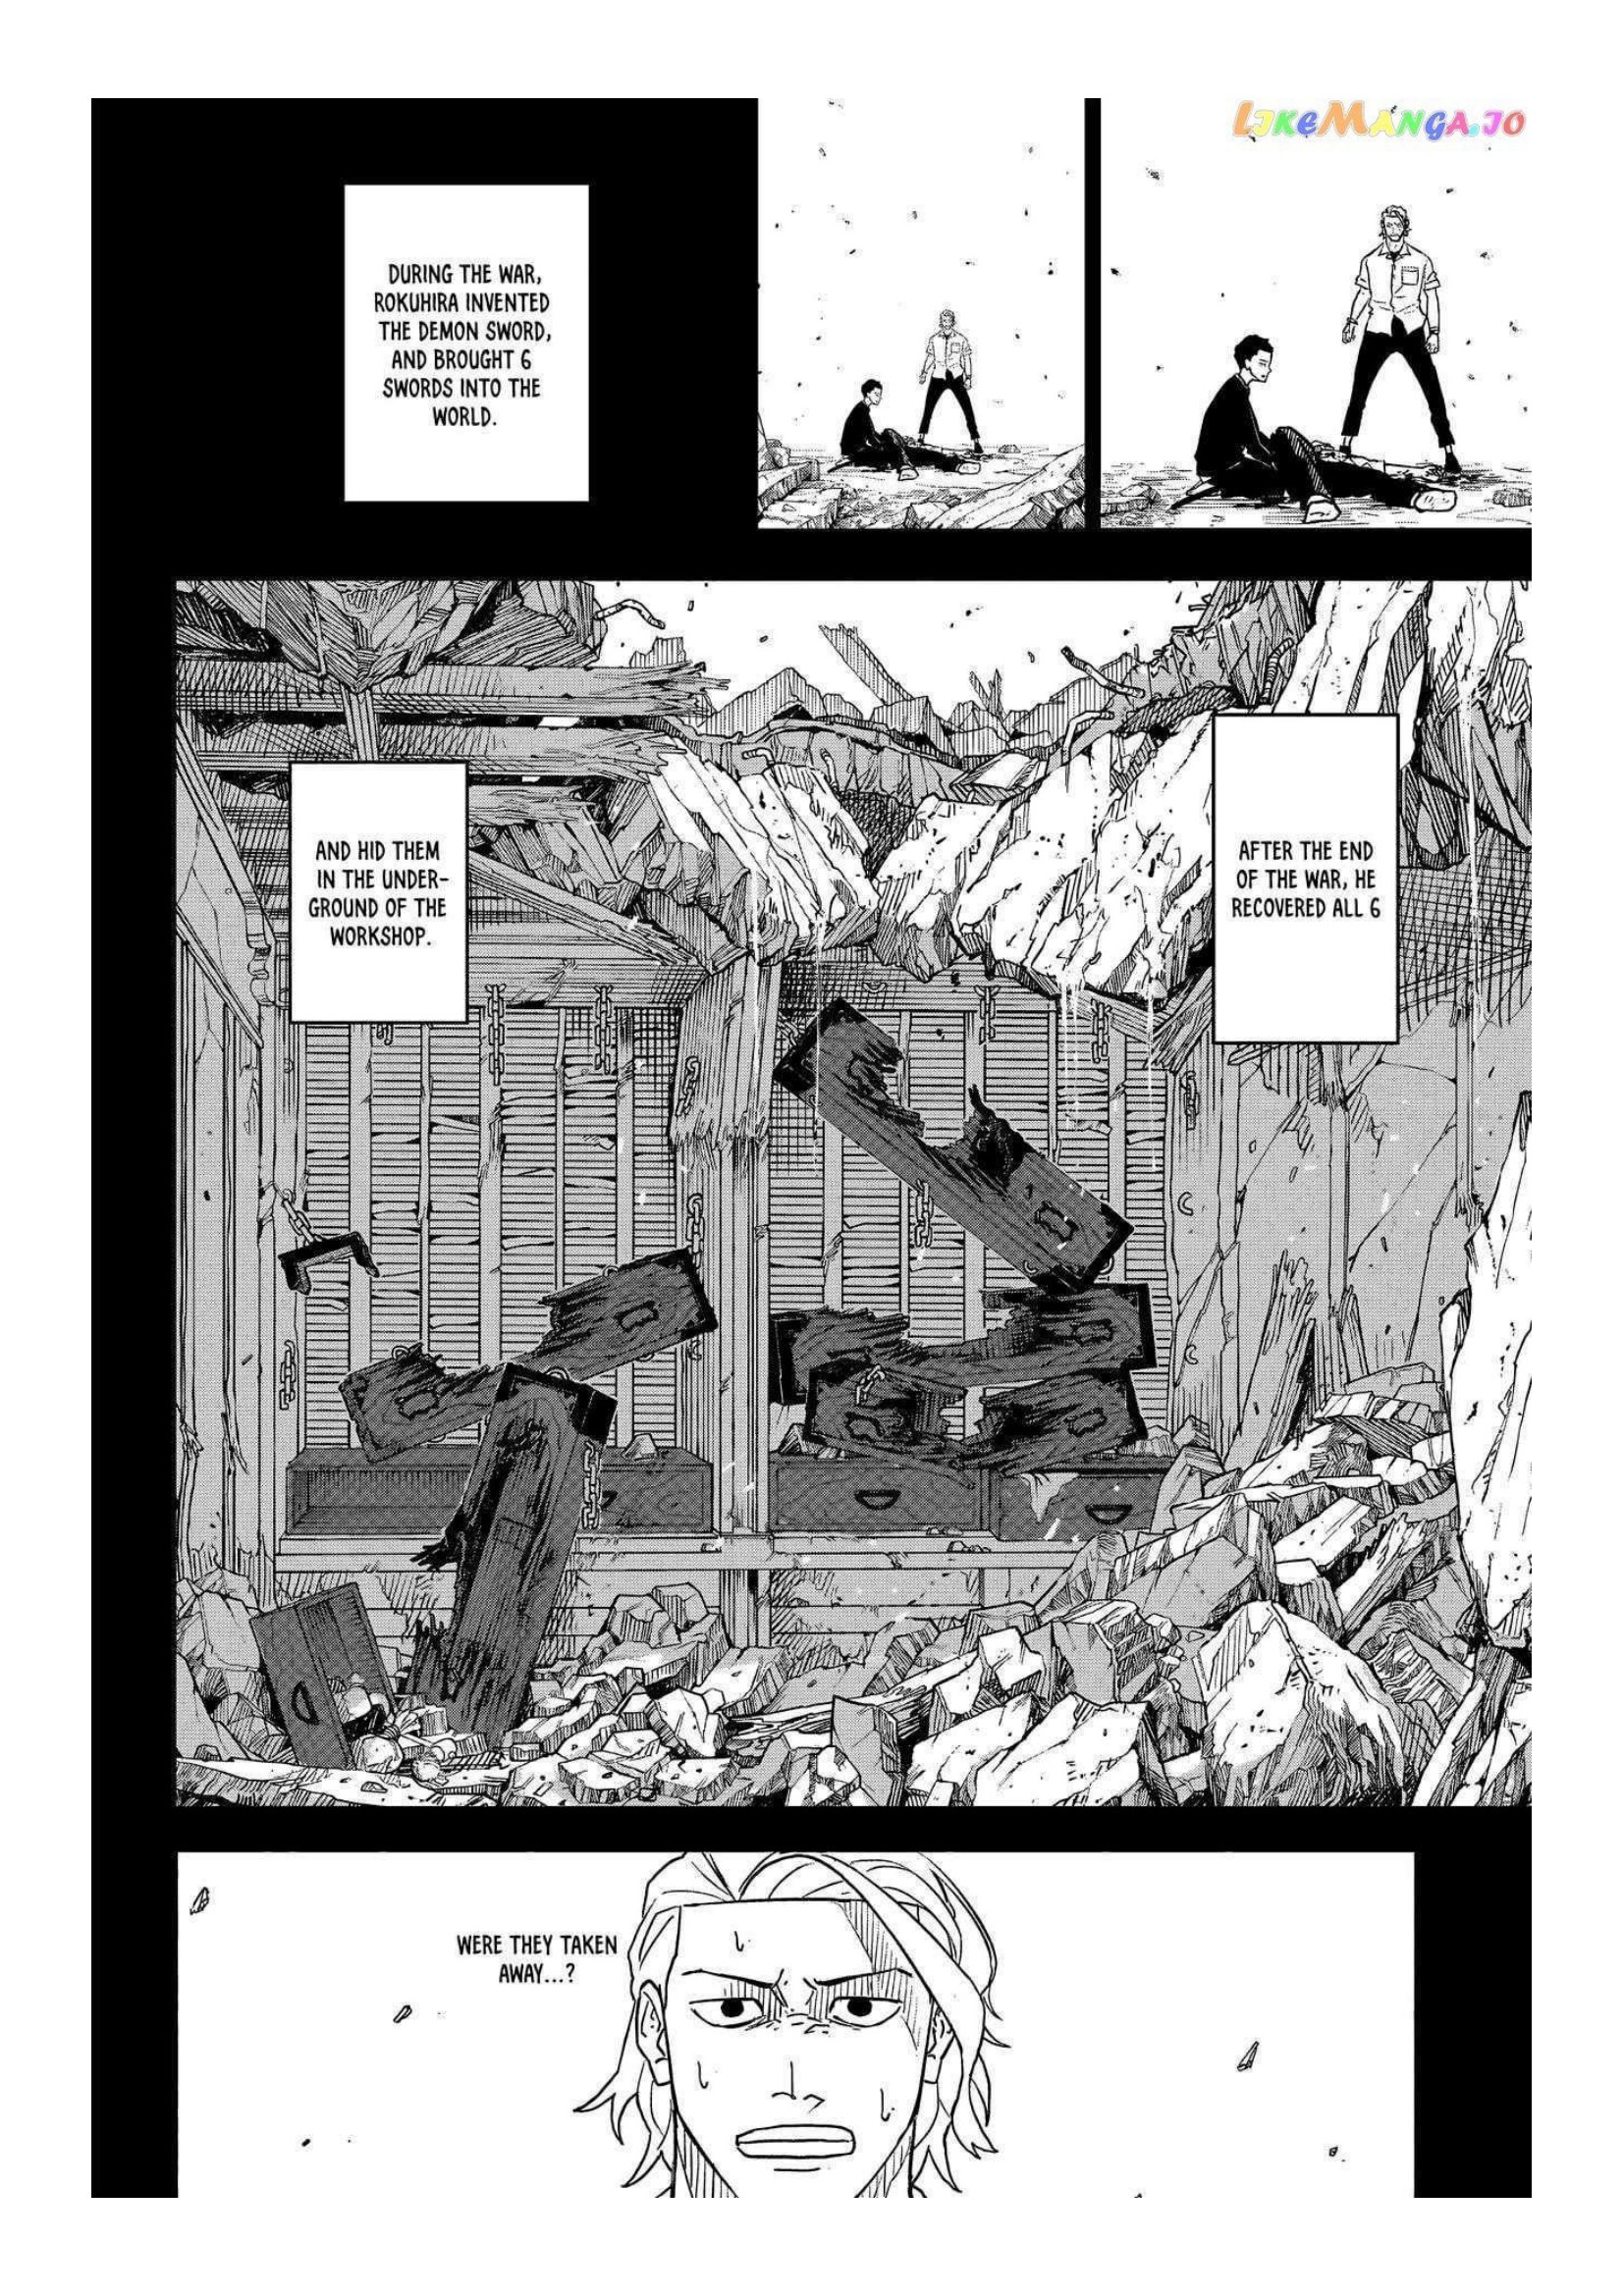 LIKEMANGA.IO
DURING THE WAR,
ROKUHIRA INVENTED
THE DEMON SWORD,
AND BROUGHT 6
SWORDS INTO THE
WORLD.
AFTER THE END
OF THE WAR, HE
RECOVERED ALL 6
AND HID THEM
IN THE UNDER-
GROUND OF THE
WORKSHOP.
WERE THEY TAKEN
AWAY...?